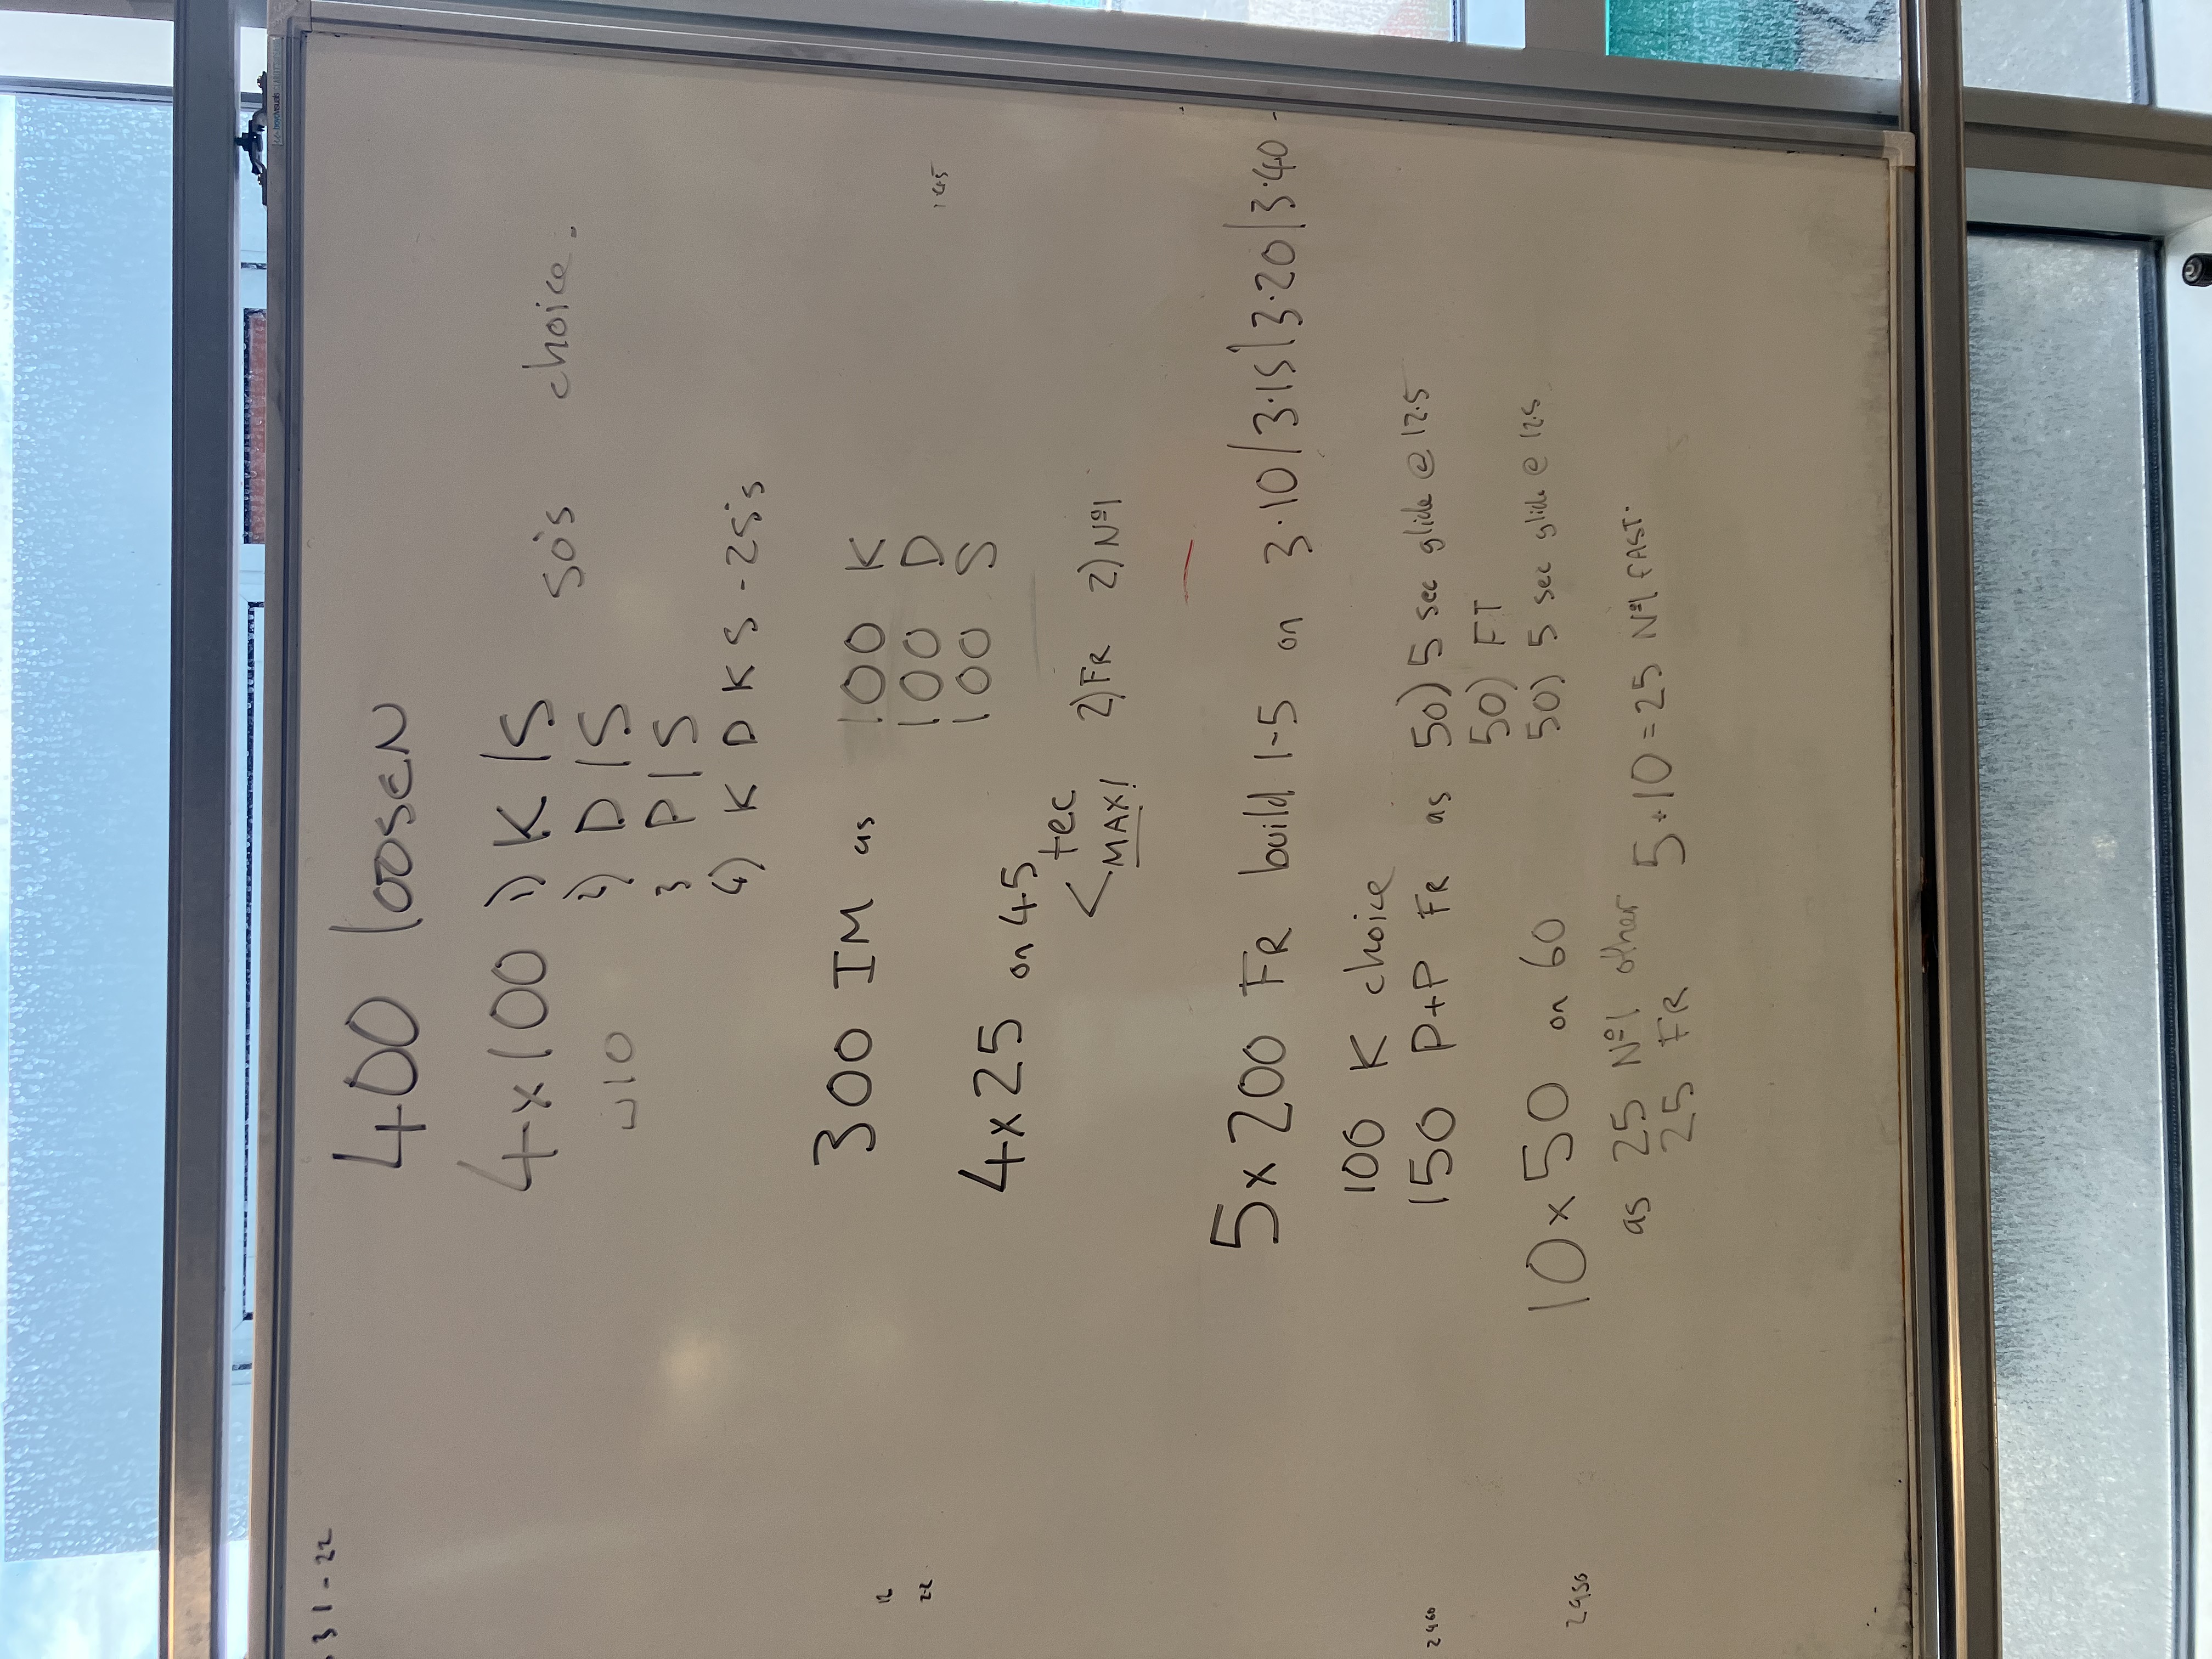 31-22
400 loosen
4x100 1) K/S
50's choice.
u10
2) D/S
3 P/S
4) K D K S - 25's
300 IM as 100 K
100 D
100 S
12
22
1 45
4x25 on 45
tec
< MAX! 2) FR 2) Nº1
5x200 FR build 1-5 on 3.10/3.15/3.20/3.40
100 K choice
150 P+P FR as 50) 5 sec glide @ 12.5
50) FT
50) 5 sec glide @ 12.5
2950
10x50 on 60
as 25 Nº1 other
25 FR
5+10=25 Nº1 FAST.